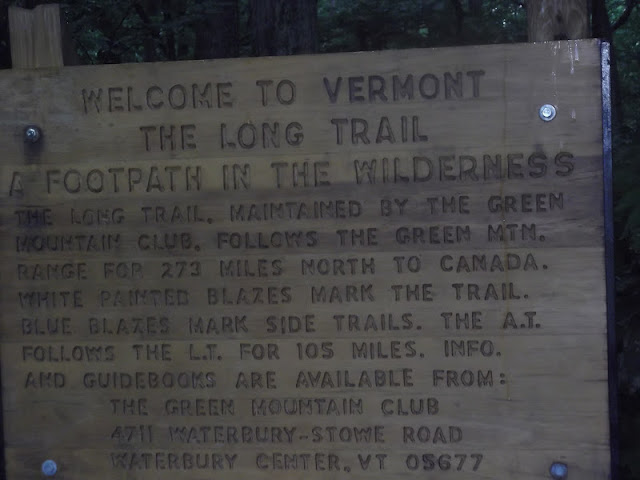 WELCOME TO VERMONT
THE LONG TRAIL
A FOOTPATH IN THE WILDERNESS
THE LONG TRAIL, MAINTAINED BY THE GREEN
MOUNTAIN CLUB, FOLLOWS THE GREEN MTN.
RANGE FOR 273 MILES NORTH TO CANADA.
WHITE PAINTED BLAZES MARK THE TRAIL.
BLUE BLAZES MARK SIDE TRAILS. THE A.T.
FOLLOWS THE L.T. FOR 105 MILES. INFO.
AND GUIDEBOOKS ARE AVAILABLE FROM:
THE GREEN MOUNTAIN CLUB
4711 WATERBURY-STOWE ROAD
WATERBURY CENTER, VT 05677